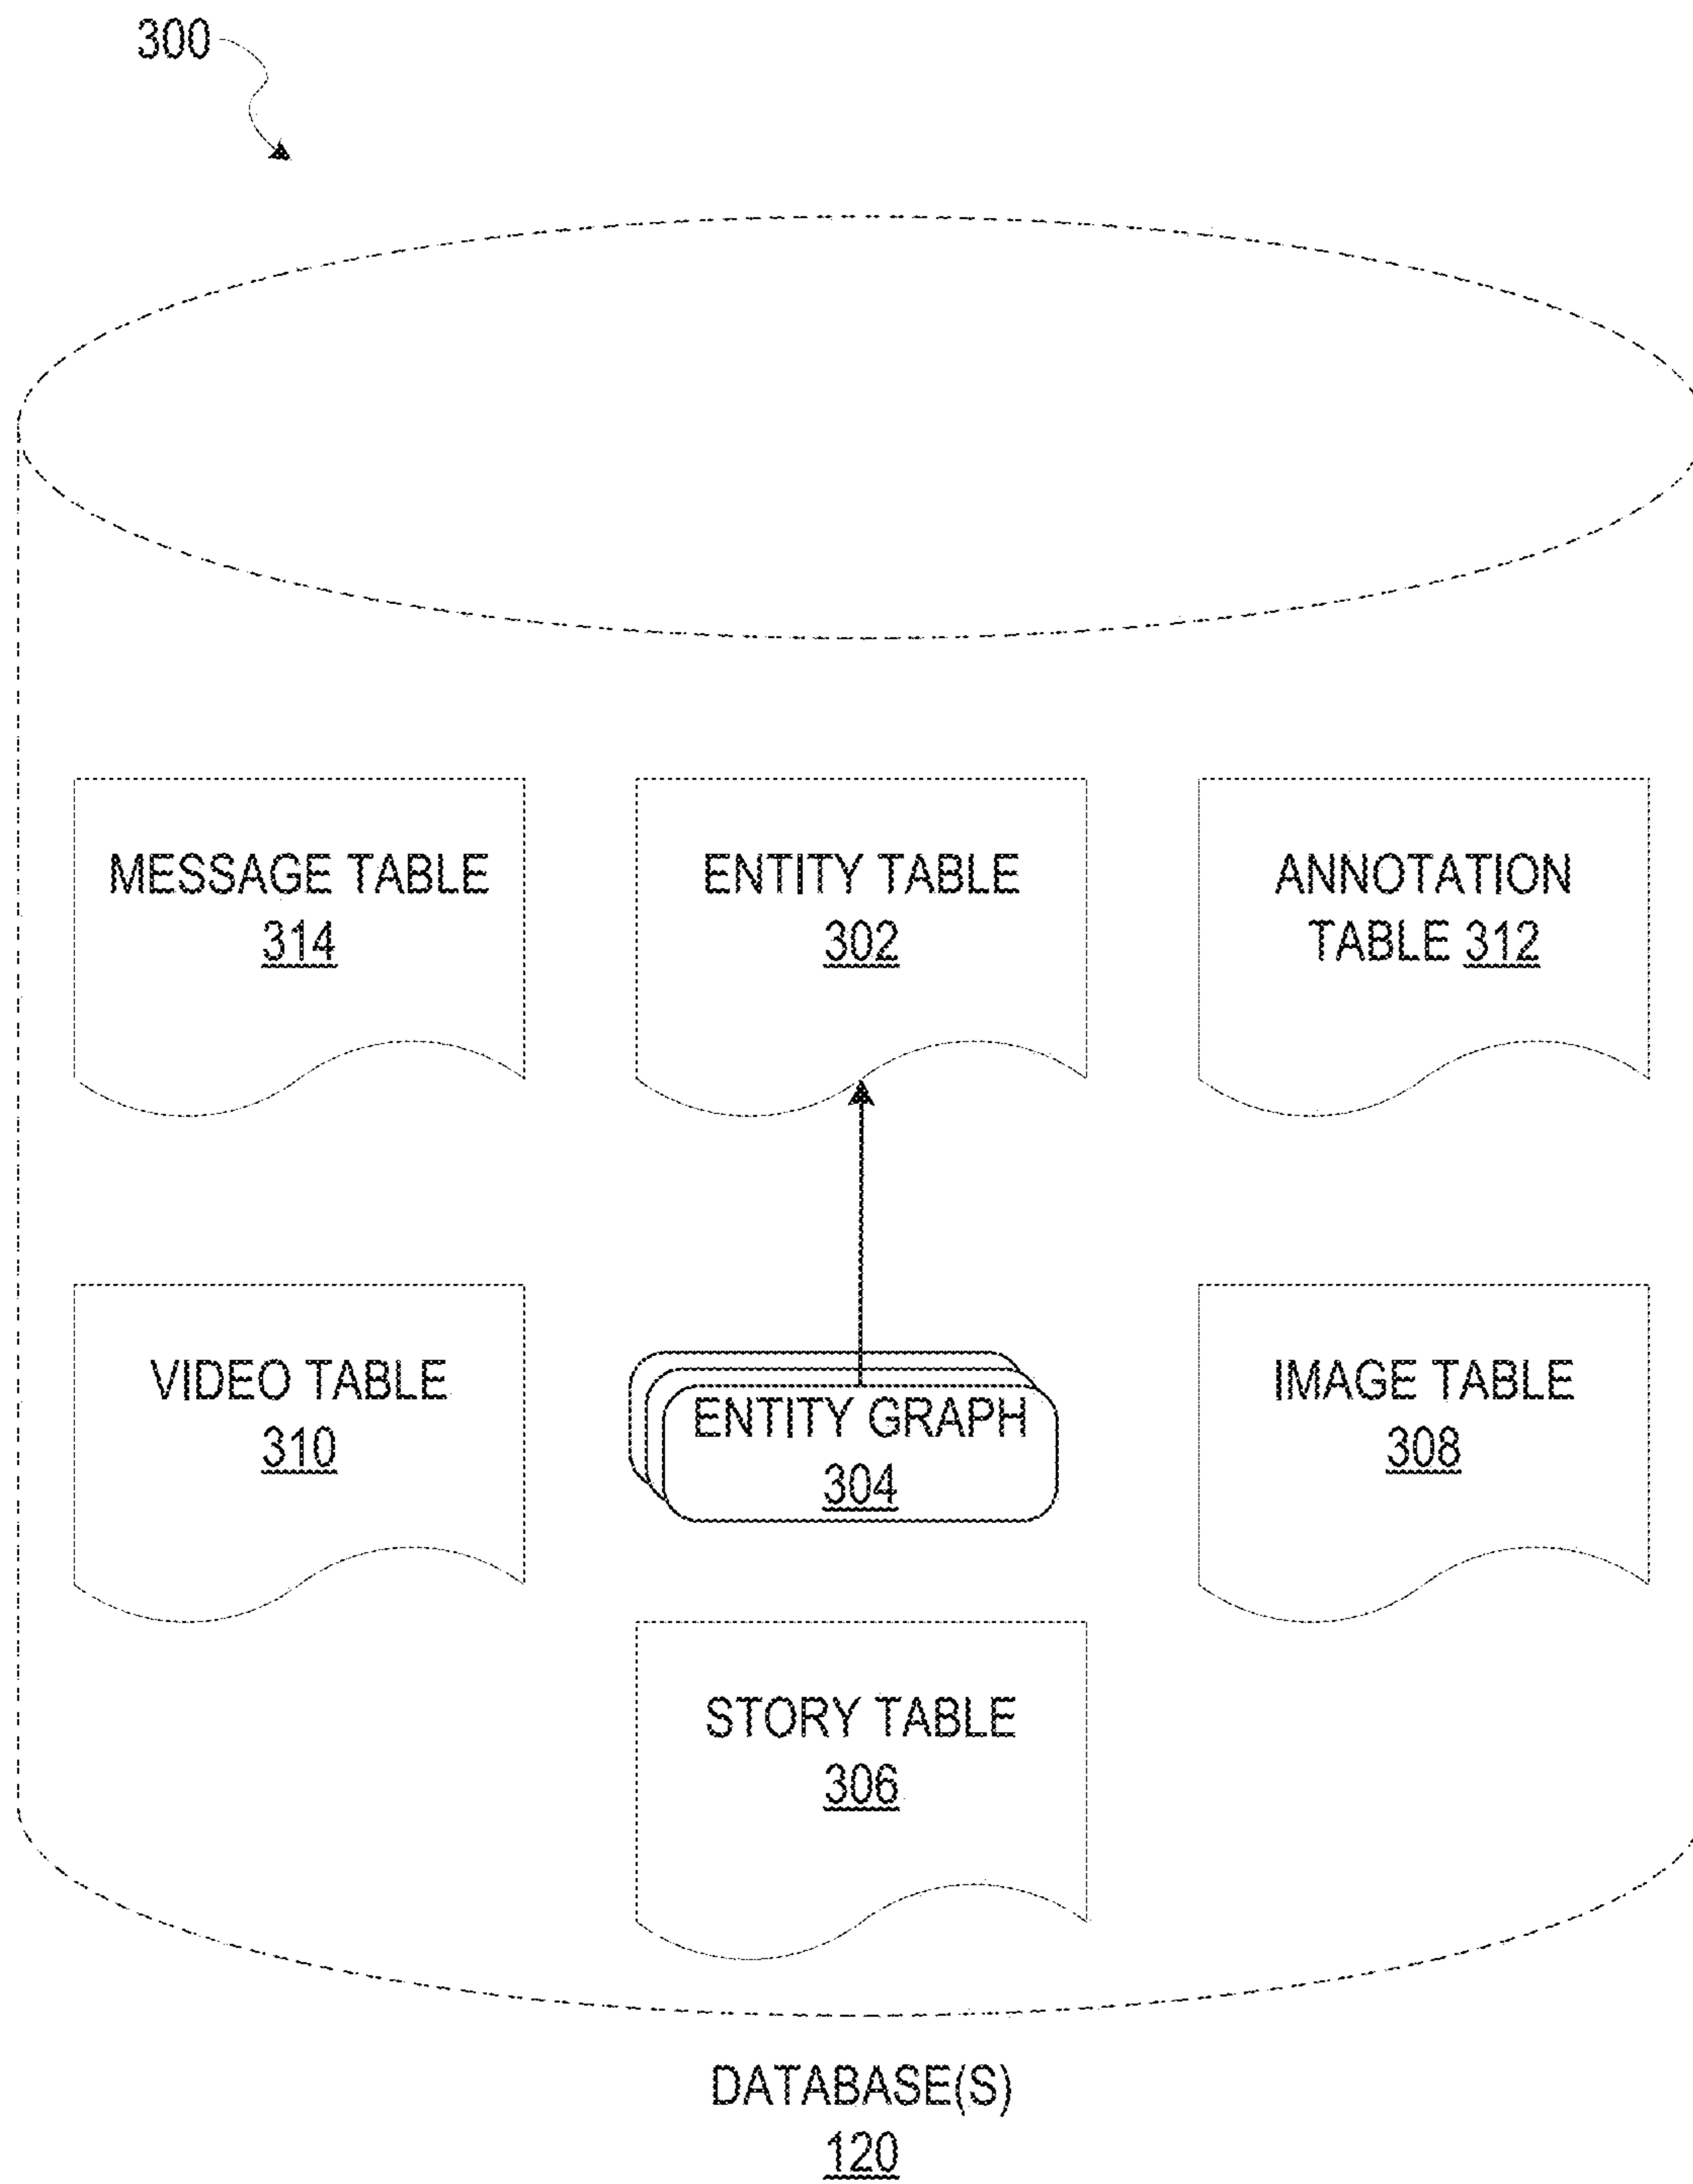 300
MESSAGE TABLE
314
ENTITY TABLE
302
ANNOTATION
TABLE 312
VIDEO TABLE
310
ENTITY GRAPH
304
IMAGE TABLE
308
STORY TABLE
306
DATABASE(S)
120